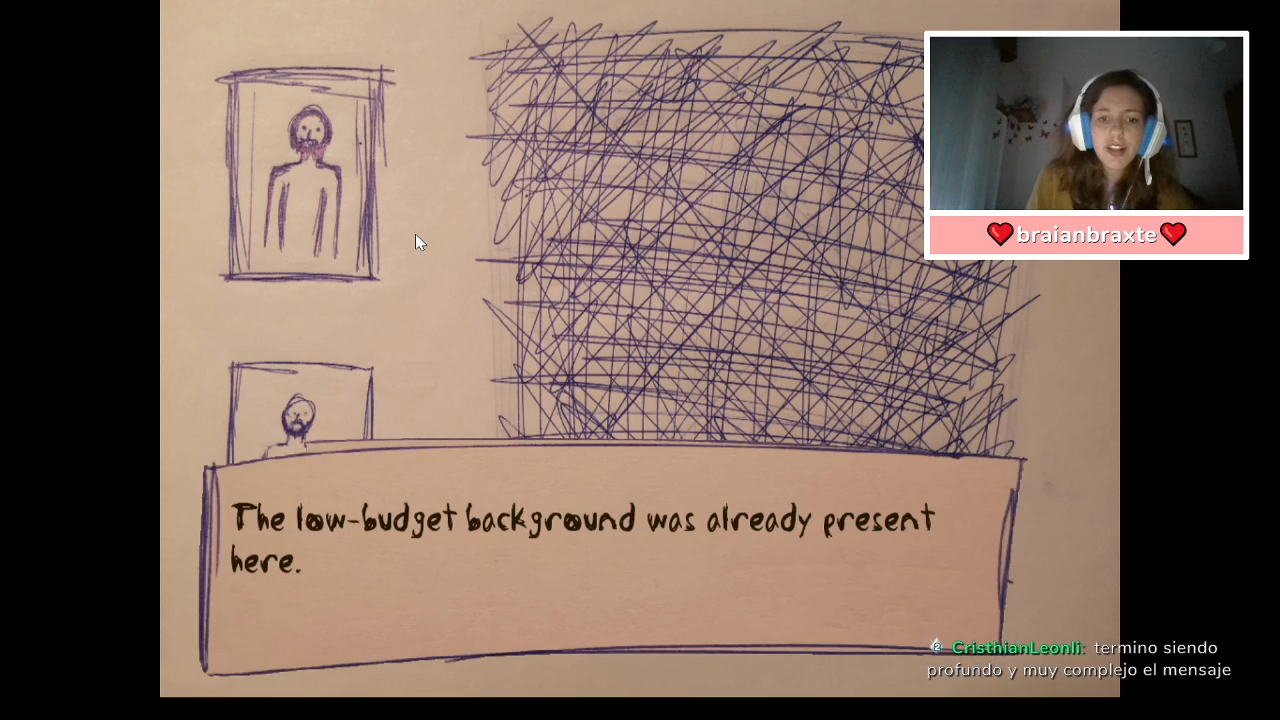 braianbraxte
The low-budget background was already present
here.
CristhianLeonli: termino siendo
profundo y muy complejo el mensaje